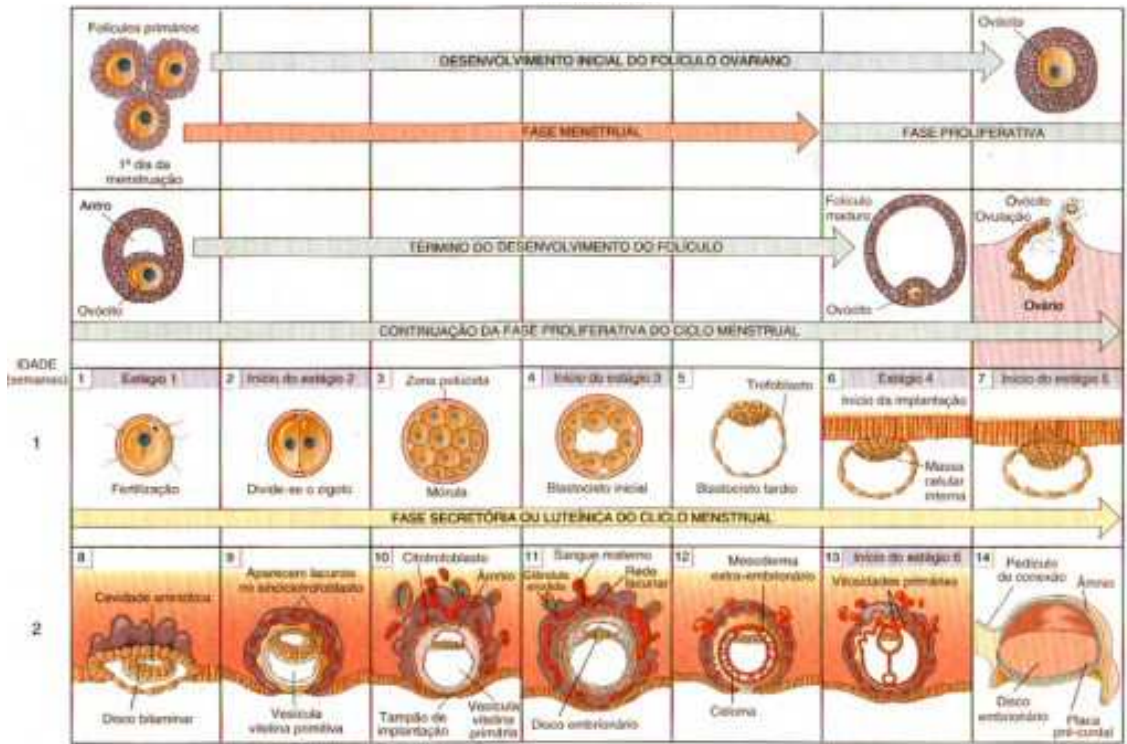 Folículos primários
Ovócito
DESENVOLVIMENTO INICIAL DO FOLÍCULO OVARIANO
FASE MENSTRUAL
FASE PROLIFERATIVA
1º dia da
menstruação
Antro
Folículo
maduro
Ovócito
Ovulação
TÉRMINO DO DESENVOLVIMENTO DO FOLÍCULO
Ovócito
Ovócito
Ovário
CONTINUAÇÃO DA FASE PROLIFERATIVA DO CICLO MENSTRUAL
IDADE
(semanas)
1 Estágio 1
2 Início do estágio 2
3 Zona pelúcida
4 Início do estágio 3
5 Trofoblasto
6 Estágio 4
Início da implantação
7 Início do estágio 5
1
Fertilização
Divide-se o zigoto
Mórula
Blastocisto inicial
Blastocisto tardio
Massa
celular
interna
FASE SECRETÓRIA OU LUTEÍNICA DO CLICLO MENSTRUAL
8
Cavidade amniótica
Disco bilaminar
9
Aparecem lacunas
no sinciciotrofoblasto
Vesícula
vitelina primitiva
10 Citotrofoblasto
Âmnio
Tampão de
implantação
Vesícula
vitelina
primária
11 Sangue materno
Glândula
erodida
Rede
lacunar
Disco embrionário
12 Mesoderma
extra-embrionário
Celoma
13 Início do estágio 6
Vilosidades primárias
14 Pedículo
de conexão
Âmnio
Disco
embrionário
Placa
pré-cordal
2